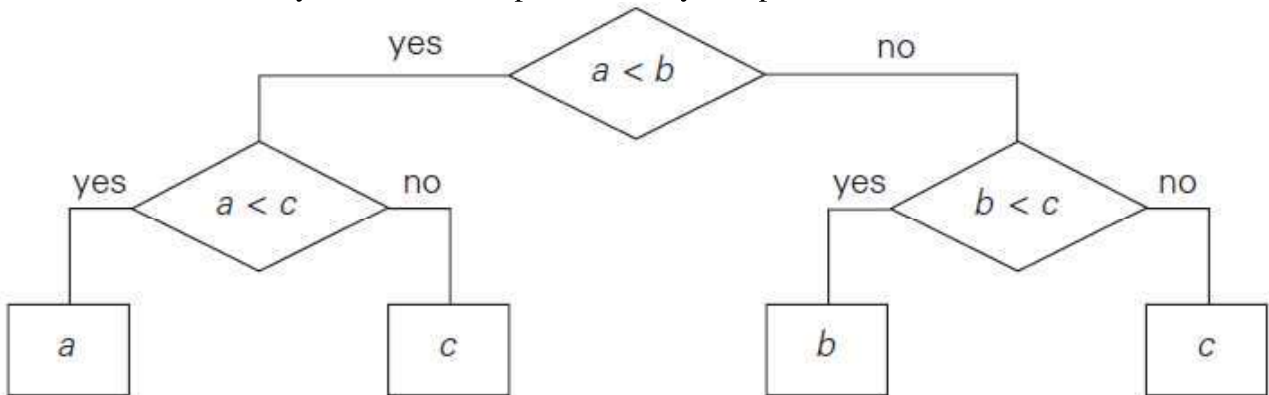 yes a < b no
yes a < c no yes b < c no
a c b c